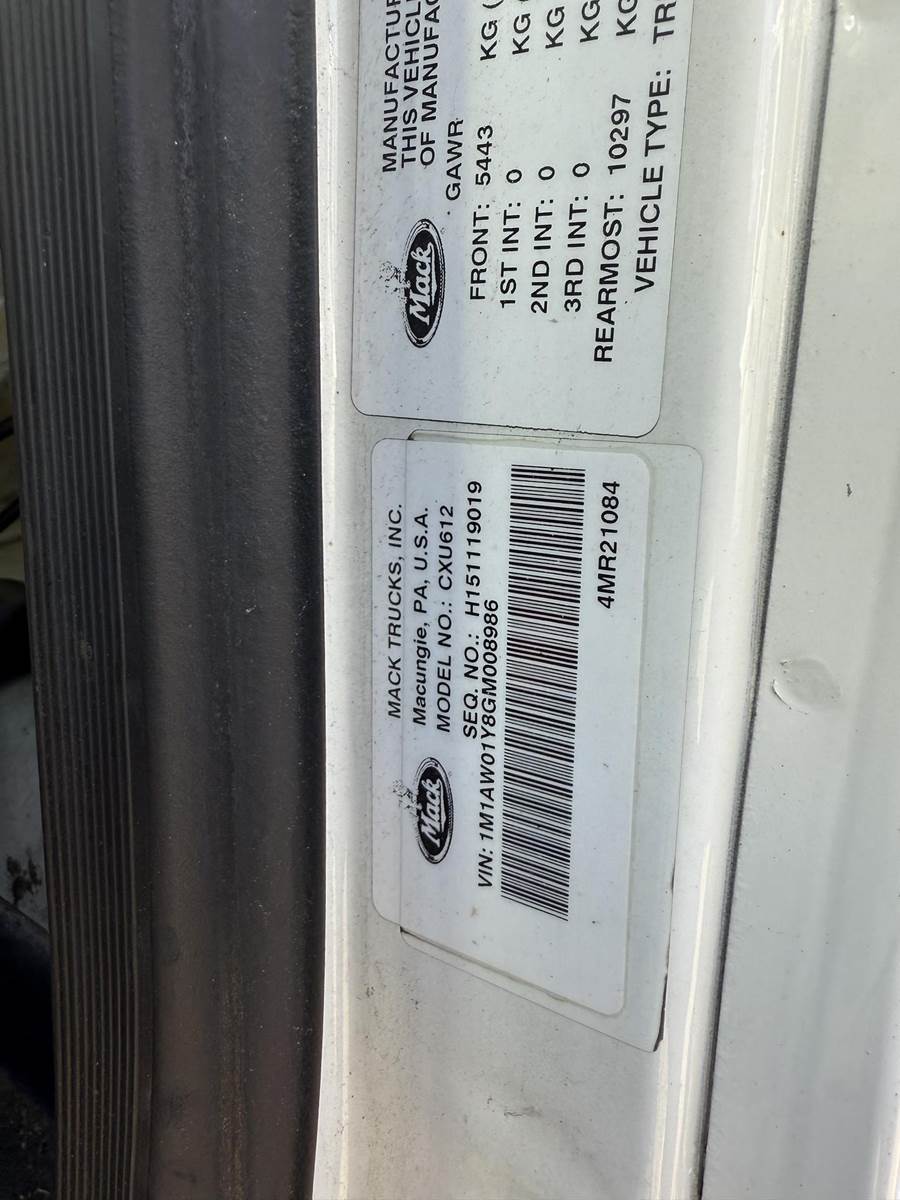 MACK TRUCKS, INC.
Macungie, PA, U.S.A.
MODEL NO.: CXU612
SEQ. NO.: H151119019
Mack
VIN: 1M1AW01Y8GM008986
4MR21084
MANUFACTUR
THIS VEHICL
OF MANUFAC
Mack
GAWR
FRONT: 5443 KG (
1ST INT: 0 KG (
2ND INT: 0 KG
3RD INT: 0 KG
REARMOST: 10297 KG
VEHICLE TYPE: TR